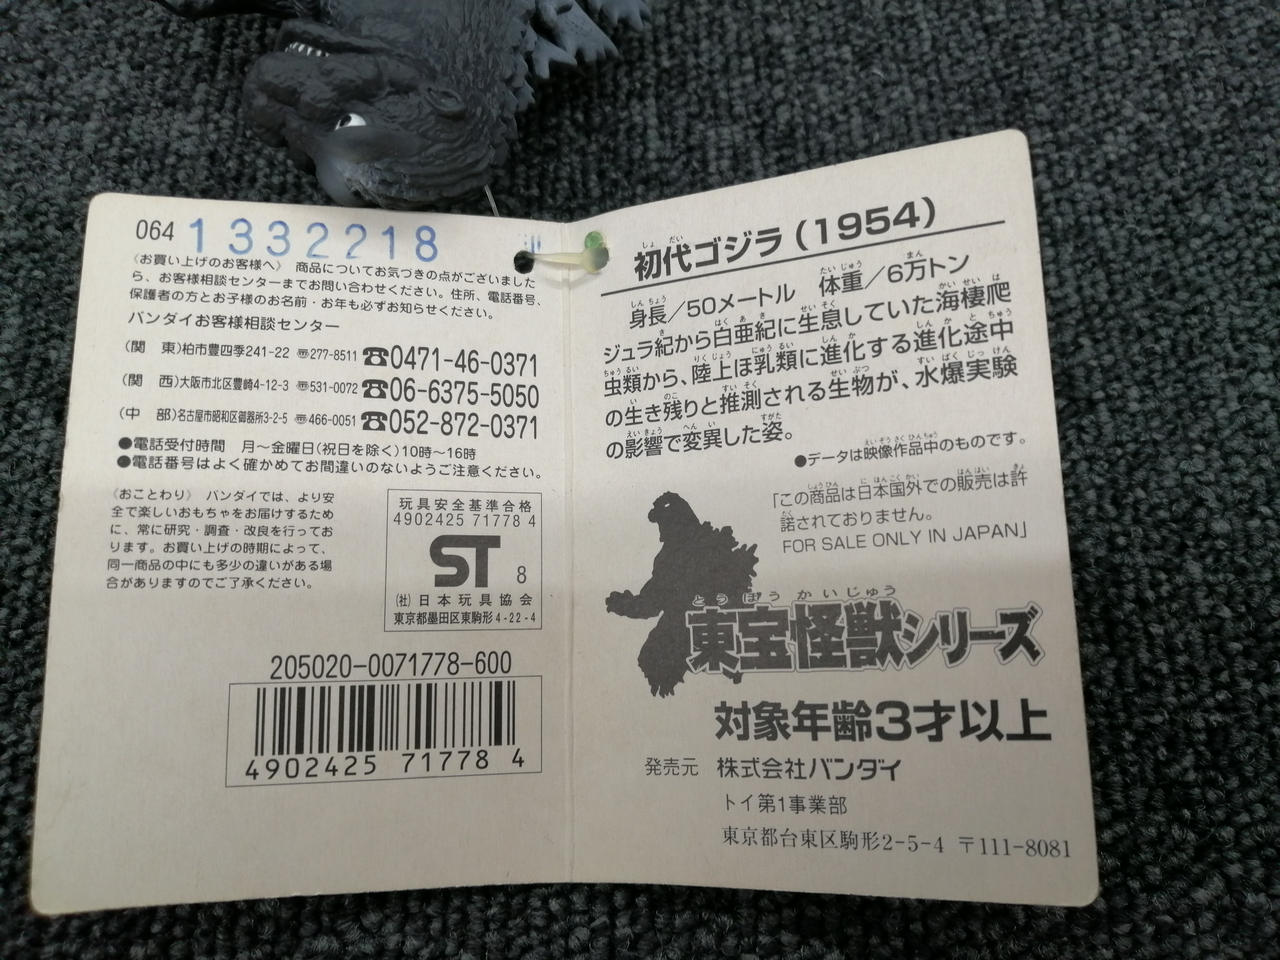 064 1332218
〈お買い上げのお客様へ〉 商品についてお気づきの点がございました
ら、お客様相談センターまでお問い合わせください。住所、電話番号、
保護者の方とお子様のお名前・お年も必ずお知らせください。
バンダイお客様相談センター
(関 東)柏市豊四季241-22 〒277-8511 ☎0471-46-0371
(関 西)大阪市北区豊崎4-12-3 〒531-0072 ☎06-6375-5050
(中 部)名古屋市昭和区御器所3-2-5 〒466-0051 ☎052-872-0371
●電話受付時間 月～金曜日(祝日を除く)10時～16時
●電話番号はよく確かめてお間違いのないようご注意ください。
〈おことわり〉 バンダイでは、より安
全で楽しいおもちゃをお届けするため
に、常に研究・調査・改良を行ってお
ります。お買い上げの時期によって、
同一商品の中にも多少の違いがある場
合がありますのでご了承ください。
玩具安全基準合格
4902425 71778 4
ST 8
(社)日本玩具協会
東京都墨田区東駒形4-22-4
205020-0071778-600
4902425 71778 4
初代ゴジラ(1954)
身長/50メートル 体重/6万トン
ジュラ紀から白亜紀に生息していた海棲爬
虫類から、陸上ほ乳類に進化する進化途中
の生き残りと推測される生物が、水爆実験
の影響で変異した姿。
●データは映像作品中のものです。
「この商品は日本国外での販売は許
諾されておりません。
FOR SALE ONLY IN JAPAN」
とうほうかいじゅう
東宝怪獣シリーズ
対象年齢3才以上
発売元 株式会社バンダイ
トイ第1事業部
東京都台東区駒形2-5-4 〒111-8081